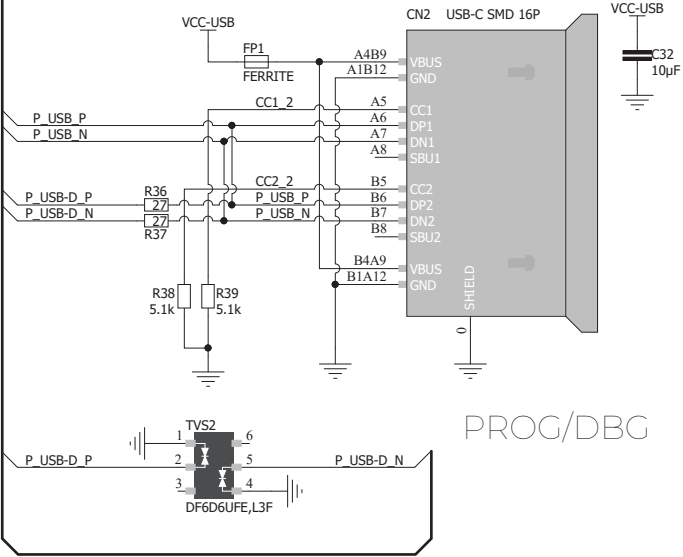 CN2 USB-C SMD 16P
VCC-USB
VCC-USB
FP1
FERRITE
A4B9 VBUS
A1B12 GND
C32
10μF
CC1_2 A5 CC1
P_USB_P A6 DP1
P_USB_N A7 DN1
A8 SBU1
CC2_2 B5 CC2
P_USB-D_P R36 27 P_USB_P B6 DP2
P_USB-D_N 27 R37 P_USB_N B7 DN2
B8 SBU2
B4A9 VBUS
B1A12 GND
R38
5.1k
R39
5.1k
SHIELD
0
PROG/DBG
TVS2
1 6
P_USB-D_P 2 5 P_USB-D_N
3 4
DF6D6UFE,L3F